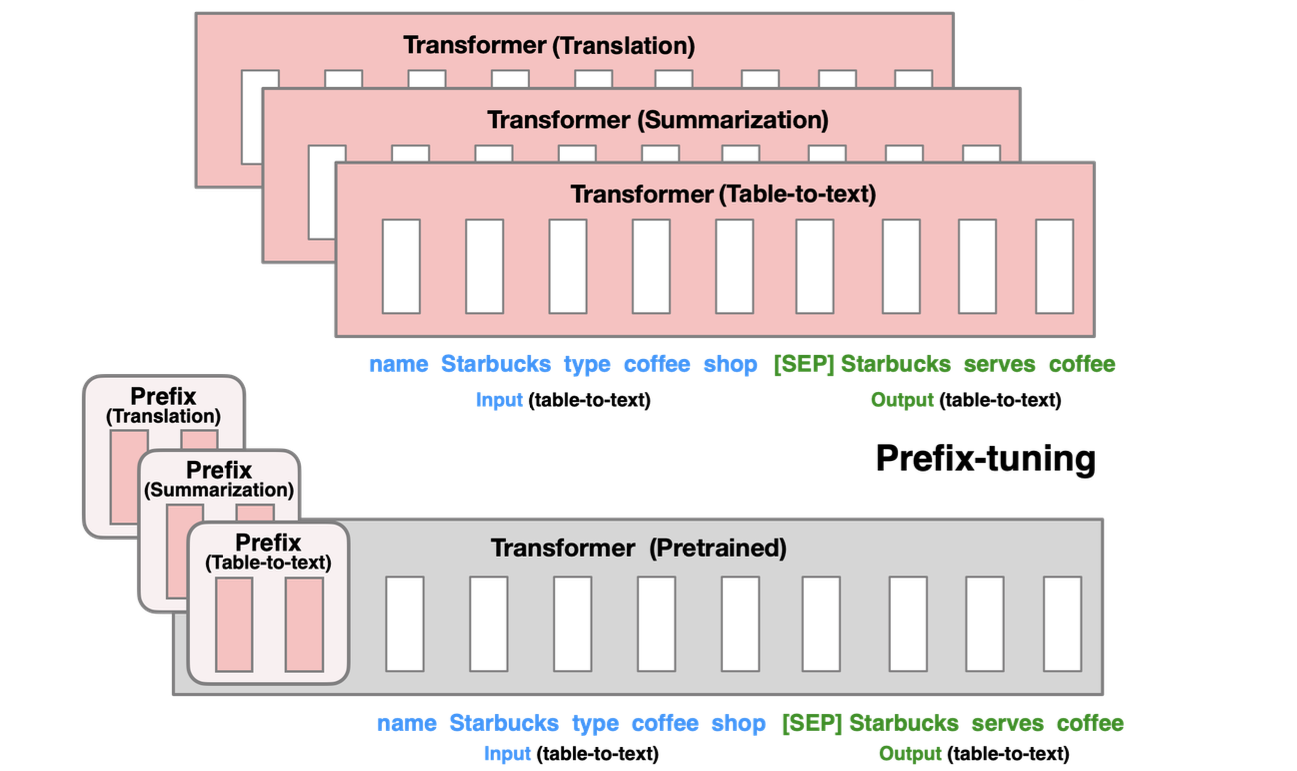 Transformer (Translation)
Transformer (Summarization)
Transformer (Table-to-text)
name Starbucks type coffee shop [SEP] Starbucks serves coffee
Input (table-to-text) Output (table-to-text)
Prefix-tuning
Prefix
(Translation)
Prefix
(Summarization)
Prefix
(Table-to-text)
Transformer (Pretrained)
name Starbucks type coffee shop [SEP] Starbucks serves coffee
Input (table-to-text) Output (table-to-text)